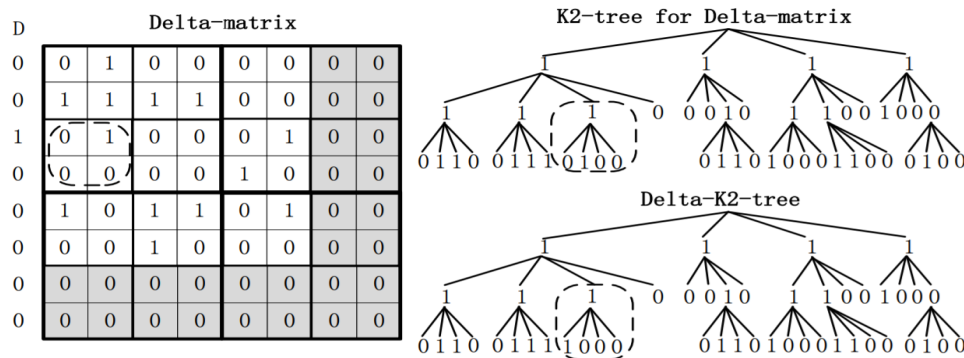 Delta-matrix
D
0 0 1 0 0 0 0 0 0
0 1 1 1 1 0 0 0 0
1 0 1 0 0 0 1 0 0
0 0 0 0 0 1 0 0 0
0 1 0 1 1 0 1 0 0
0 0 0 1 0 0 0 0 0
0 0 0 0 0 0 0 0 0
0 0 0 0 0 0 0 0 0
K2-tree for Delta-matrix
1 1 1 1
1 1 1 0 0 0 1 0 1 1 0 0 1 0 0 0
0 1 1 0 0 1 1 1 0 1 0 0 0 1 1 0 1 0 0 0 1 1 0 0 0 1 0 0
Delta-K2-tree
1 1 1 1
1 1 1 0 0 0 1 0 1 1 0 0 1 0 0 0
0 1 1 0 0 1 1 1 1 0 0 0 0 1 1 0 1 0 0 0 1 1 0 0 0 1 0 0